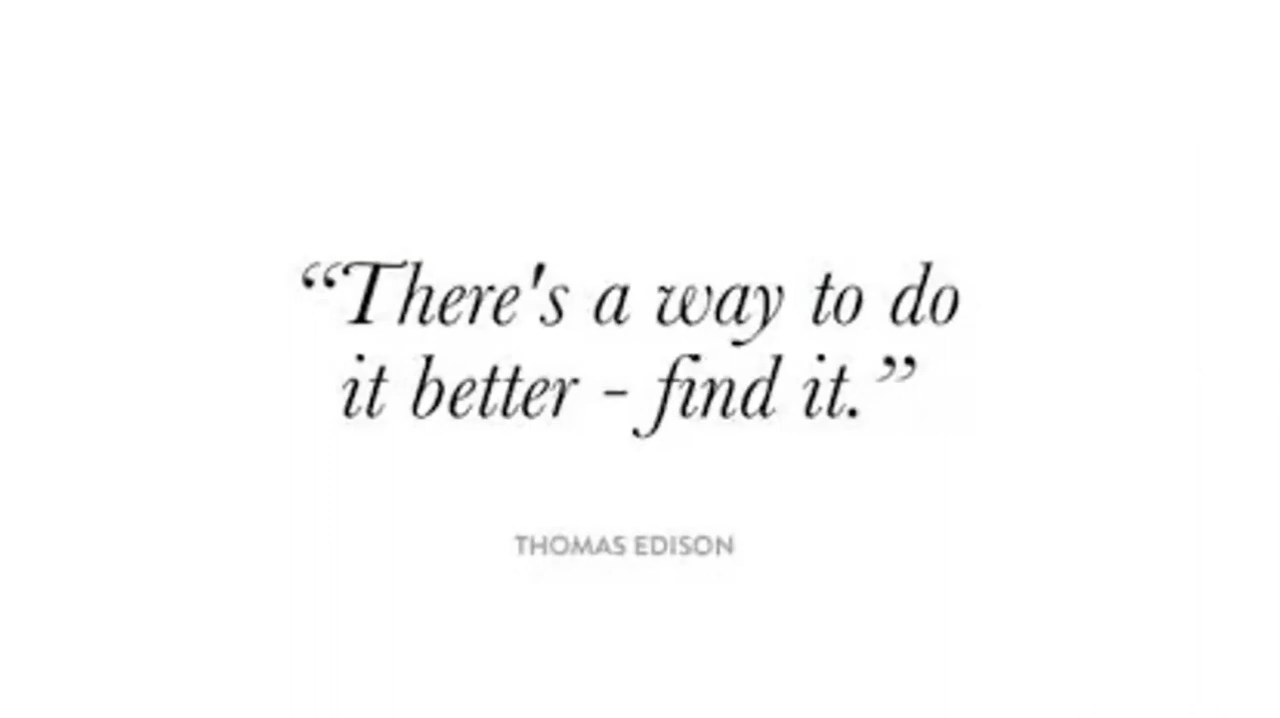 “There's a way to do
it better - find it.”
THOMAS EDISON